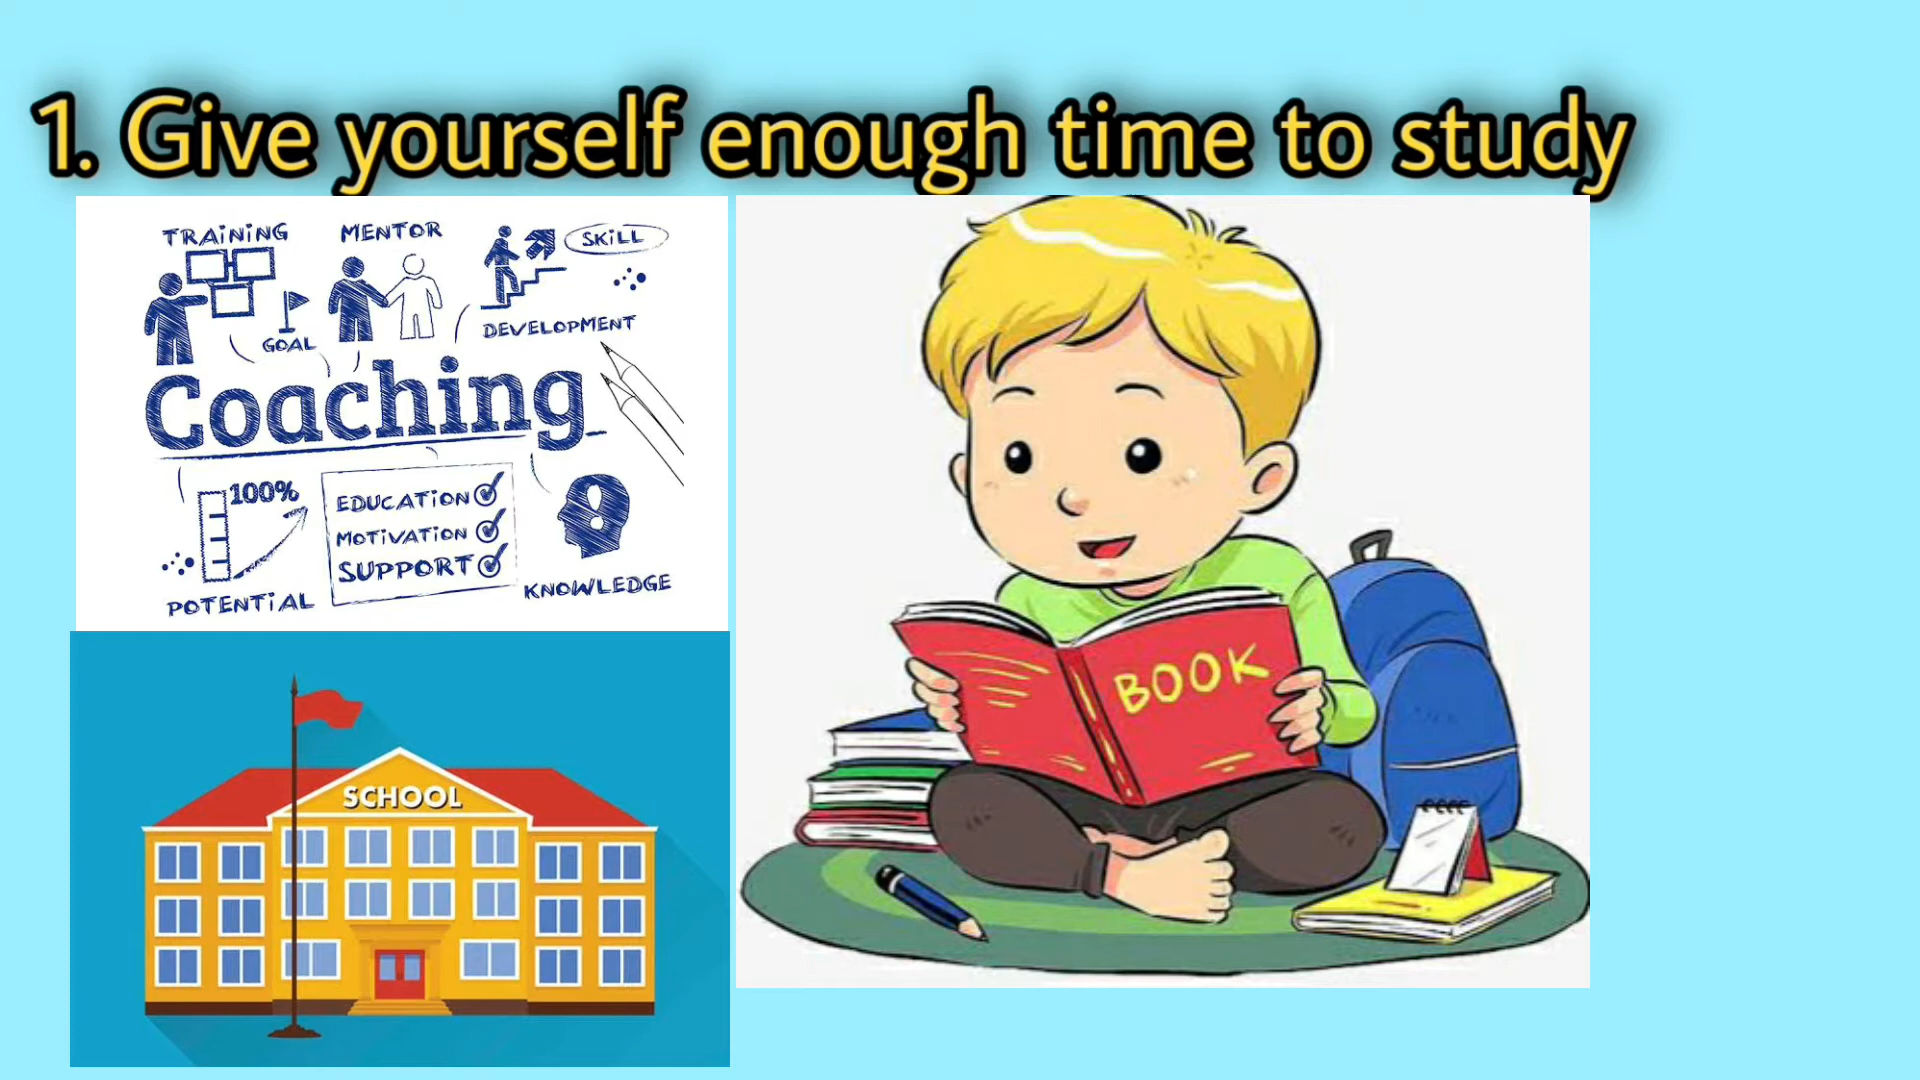 1. Give yourself enough time to study
TRAINING
MENTOR
SKILL
GOAL
DEVELOPMENT
Coaching
100%
EDUCATION
MOTIVATION
SUPPORT
POTENTIAL
KNOWLEDGE
BOOK
SCHOOL